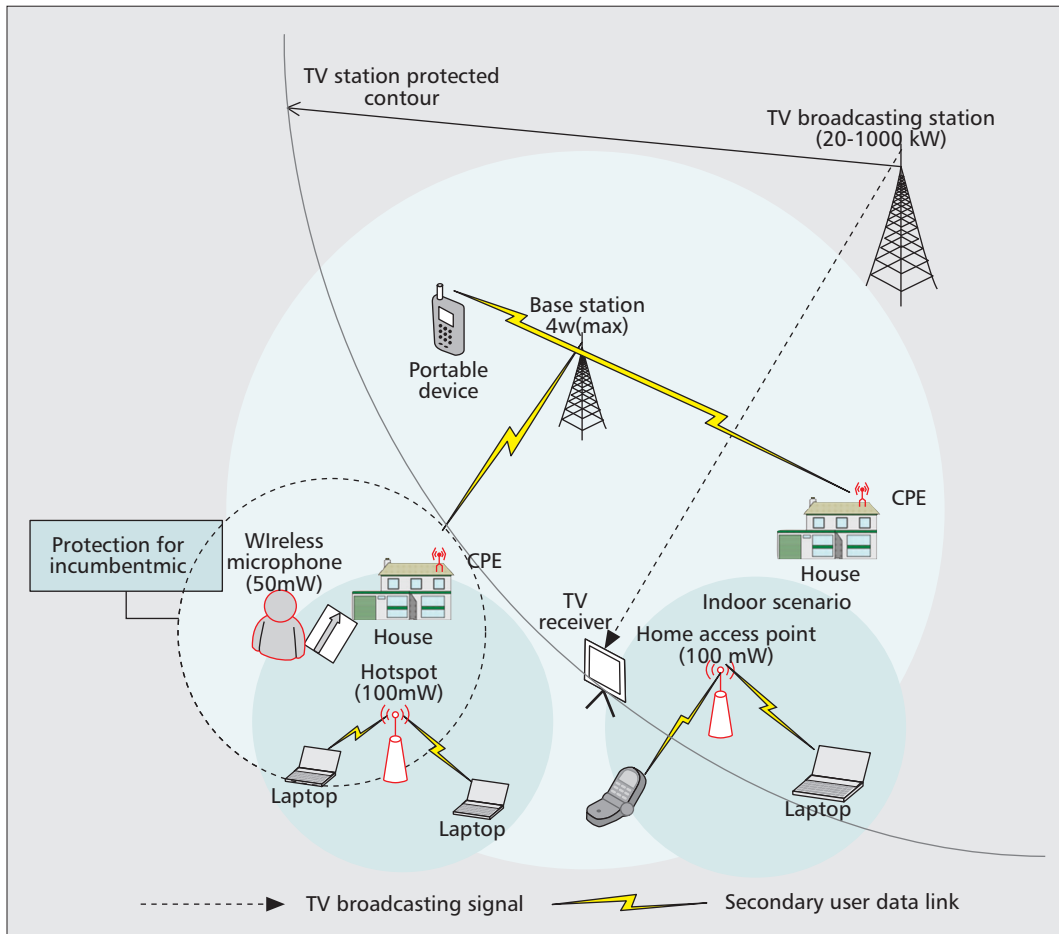 TV station protected
contour
TV broadcasting station
(20-1000 kW)
Base station
4w(max)
Portable
device
CPE
House
Protection for
incumbentmic
WIreless
microphone
(50mW)
CPE
House
TV
receiver
Indoor scenario
Home access point
(100 mW)
Hotspot
(100mW)
Laptop
Laptop
Laptop
TV broadcasting signal
Secondary user data link